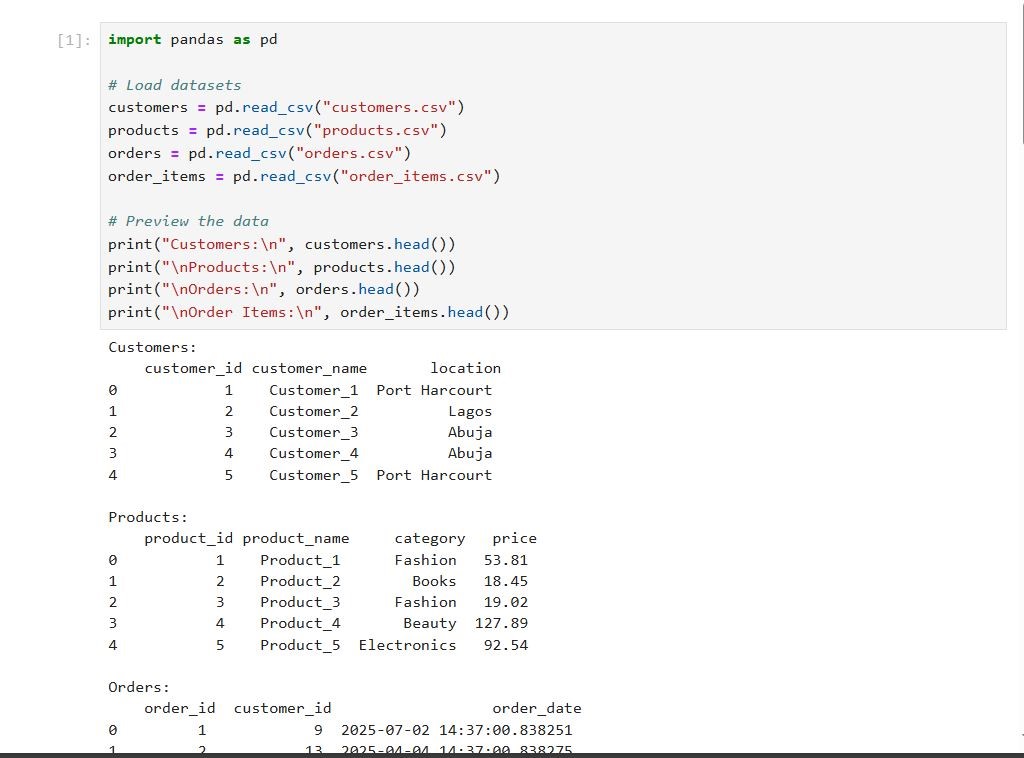 [1]: import pandas as pd
# Load datasets
customers = pd.read_csv("customers.csv")
products = pd.read_csv("products.csv")
orders = pd.read_csv("orders.csv")
order_items = pd.read_csv("order_items.csv")
# Preview the data
print("Customers:\n", customers.head())
print("\nProducts:\n", products.head())
print("\nOrders:\n", orders.head())
print("\nOrder Items:\n", order_items.head())
Customers:
customer_id customer_name location
0 1 Customer_1 Port Harcourt
1 2 Customer_2 Lagos
2 3 Customer_3 Abuja
3 4 Customer_4 Abuja
4 5 Customer_5 Port Harcourt
Products:
product_id product_name category price
0 1 Product_1 Fashion 53.81
1 2 Product_2 Books 18.45
2 3 Product_3 Fashion 19.02
3 4 Product_4 Beauty 127.89
4 5 Product_5 Electronics 92.54
Orders:
order_id customer_id order_date
0 1 9 2025-07-02 14:37:00.838251
1 2 13 2025-04-04 14:37:00.838275